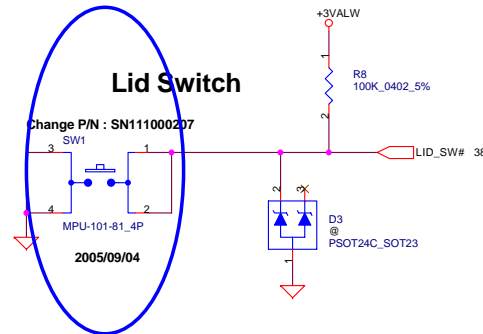 +3VALW
1
R8
100K_0402_5%
2
Lid Switch
Change P/N : SN111000207
SW1
3
1
4
2
MPU-101-81_4P
2005/09/04
LID_SW# 38
2
3
D3
@
PSOT24C_SOT23
1